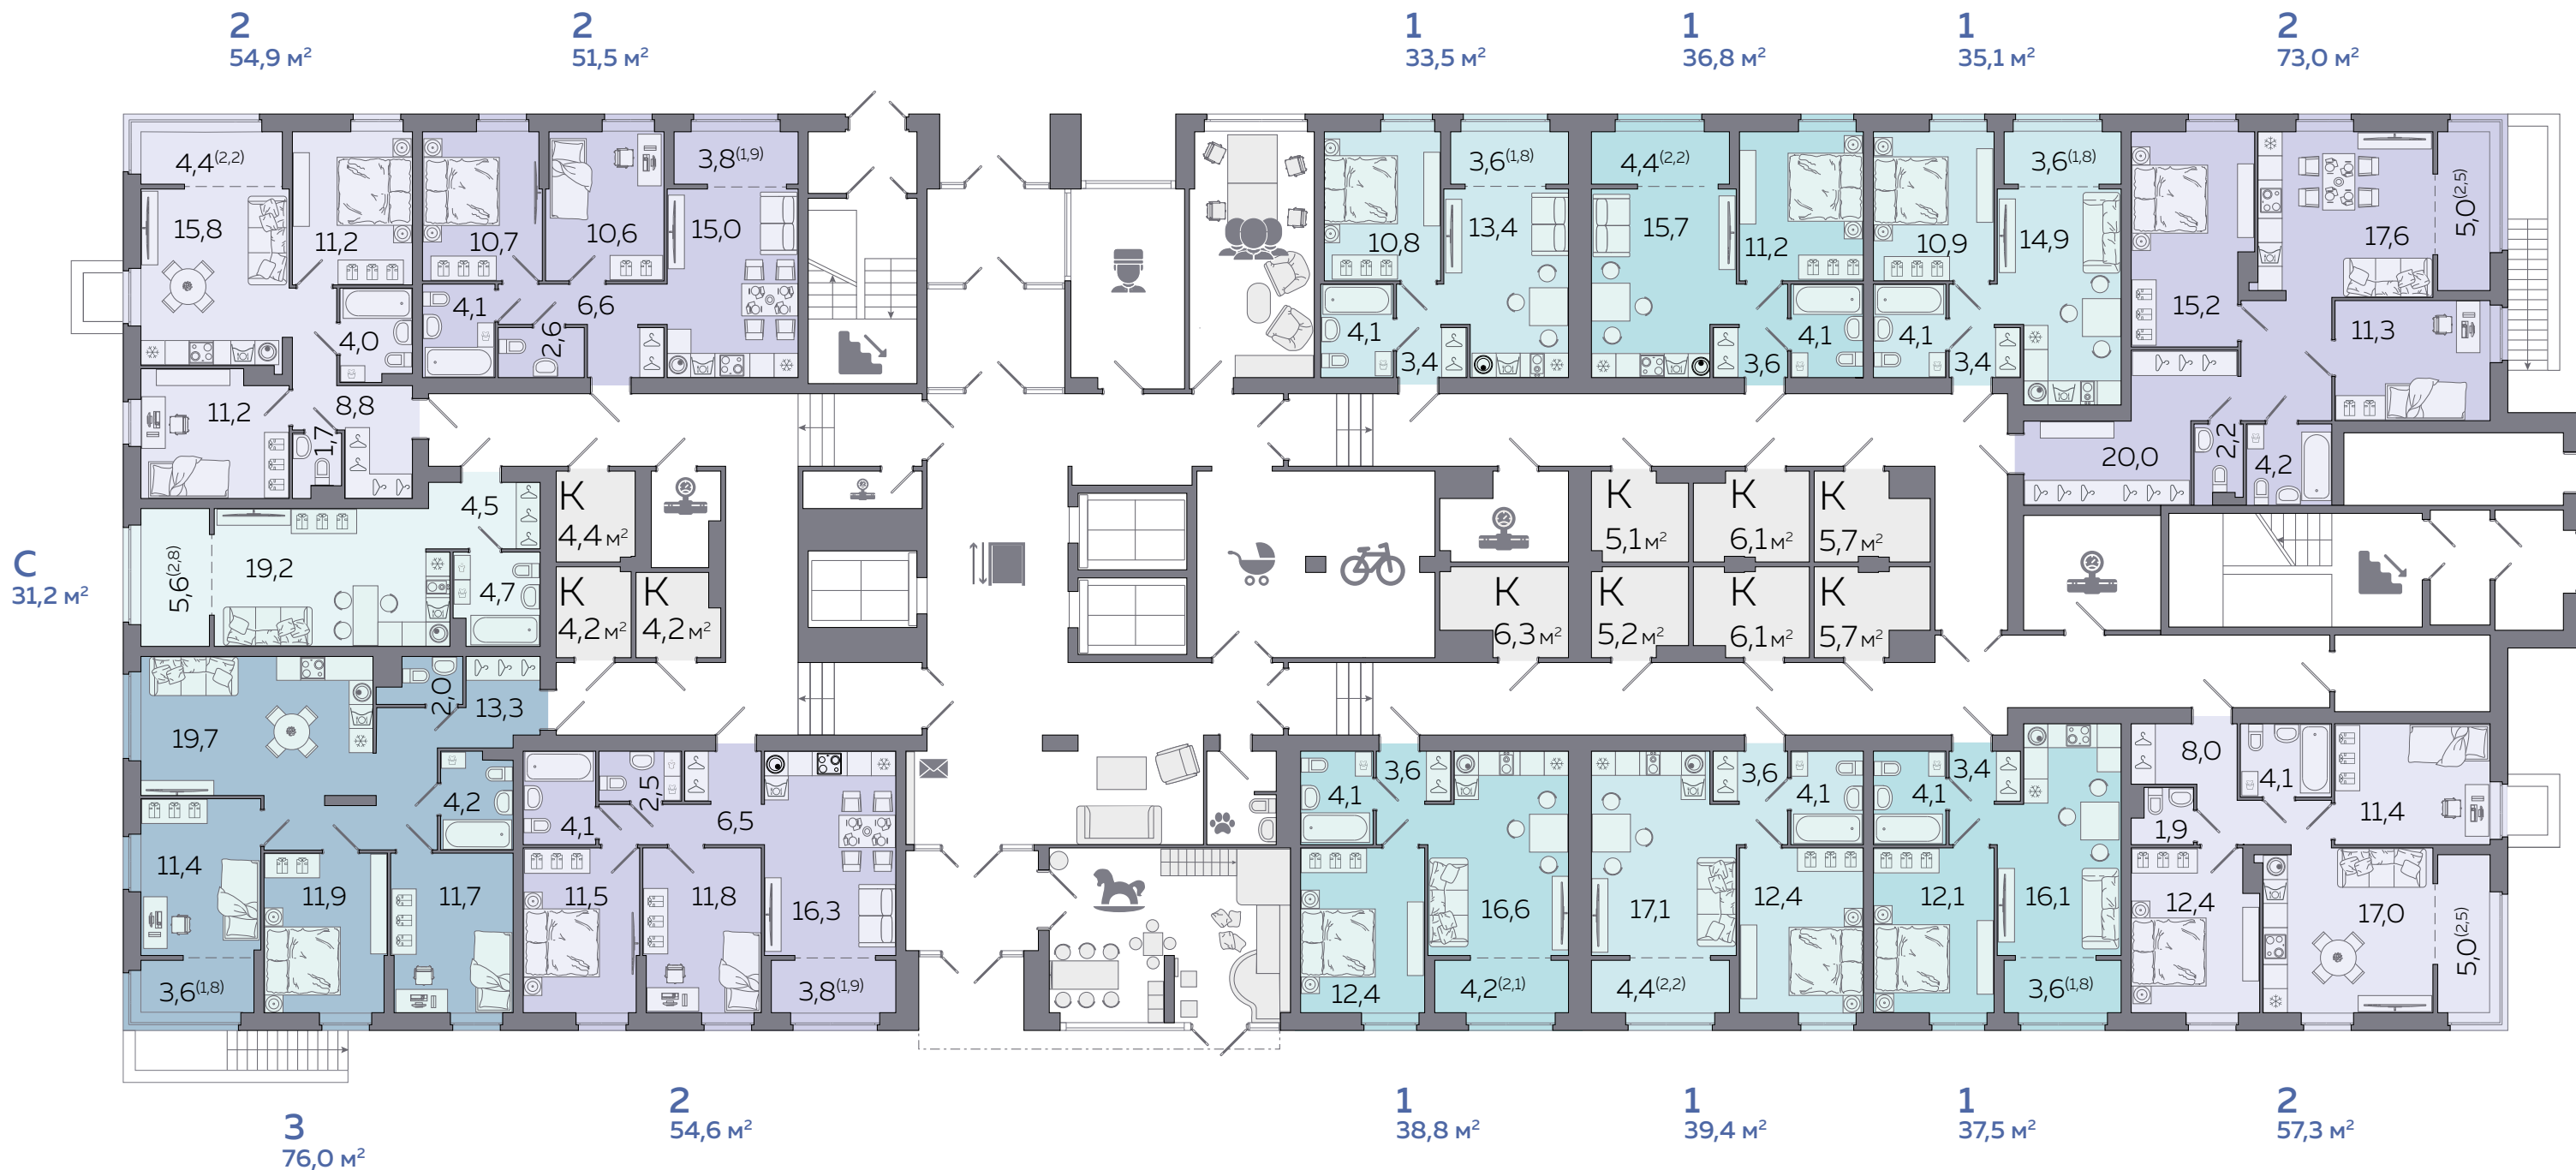 2
54,9 м²
2
51,5 м²
1
33,5 м²
1
36,8 м²
1
35,1 м²
2
73,0 м²
4,4(2,2)
15,8
11,2
4,0
11,2
8,8
1,7
10,7
10,6
3,8(1,9)
15,0
4,1
6,6
2,6
10,8
3,6(1,8)
13,4
4,1
3,4
4,4(2,2)
15,7
11,2
3,6
4,1
10,9
3,6(1,8)
14,9
4,1
3,4
15,2
17,6
5,0(2,5)
11,3
20,0
2,2
4,2
С
31,2 м²
5,6(2,8)
19,2
4,5
4,7
К
4,4 м²
К
4,2 м²
К
4,2 м²
К
5,1 м²
К
6,1 м²
К
5,7 м²
К
6,3 м²
К
5,2 м²
К
6,1 м²
К
5,7 м²
19,7
2,0
13,3
4,2
11,4
11,9
11,7
3,6(1,8)
4,1
2,5
6,5
11,5
11,8
16,3
3,8(1,9)
4,1
3,6
16,6
12,4
4,2(2,1)
3,6
4,1
17,1
12,4
4,4(2,2)
4,1
3,4
12,1
16,1
3,6(1,8)
8,0
4,1
11,4
1,9
12,4
17,0
5,0(2,5)
3
76,0 м²
2
54,6 м²
1
38,8 м²
1
39,4 м²
1
37,5 м²
2
57,3 м²